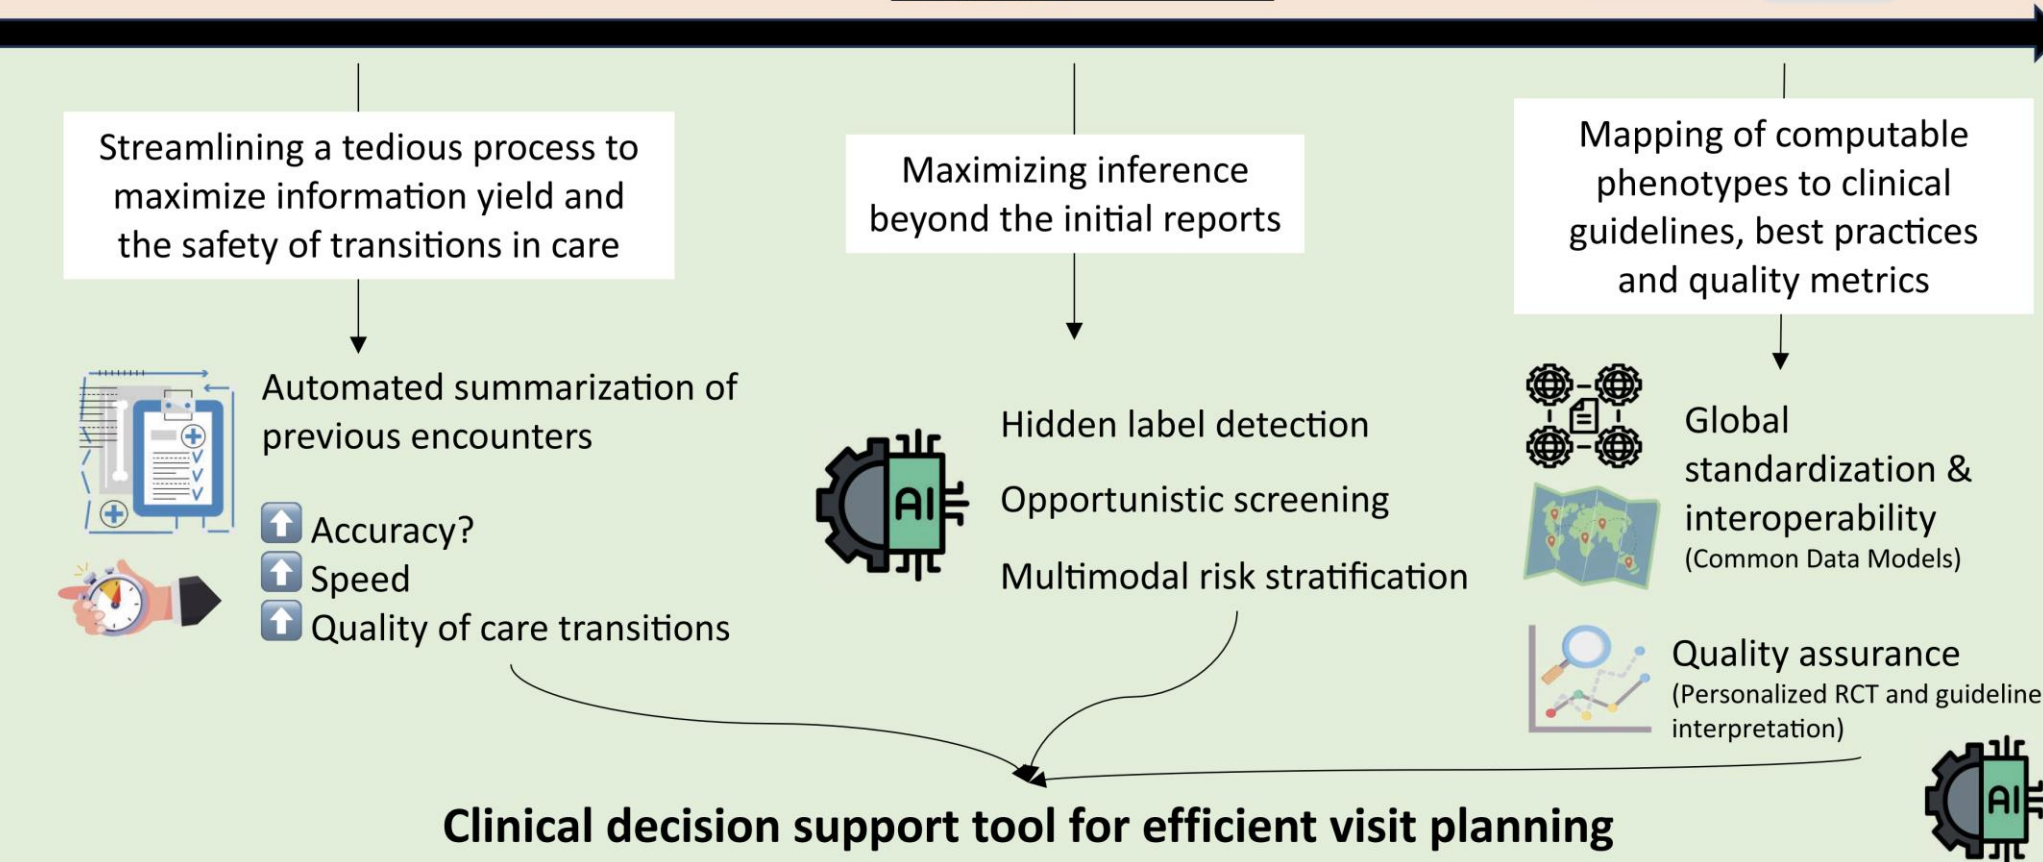 Streamlining a tedious process to
maximize information yield and
the safety of transitions in care
Automated summarization of
previous encounters
Accuracy?
Speed
Quality of care transitions
Maximizing inference
beyond the initial reports
AI
Hidden label detection
Opportunistic screening
Multimodal risk stratification
Mapping of computable
phenotypes to clinical
guidelines, best practices
and quality metrics
Global
standardization &
interoperability
(Common Data Models)
Quality assurance
(Personalized RCT and guideline
interpretation)
AI
Clinical decision support tool for efficient visit planning